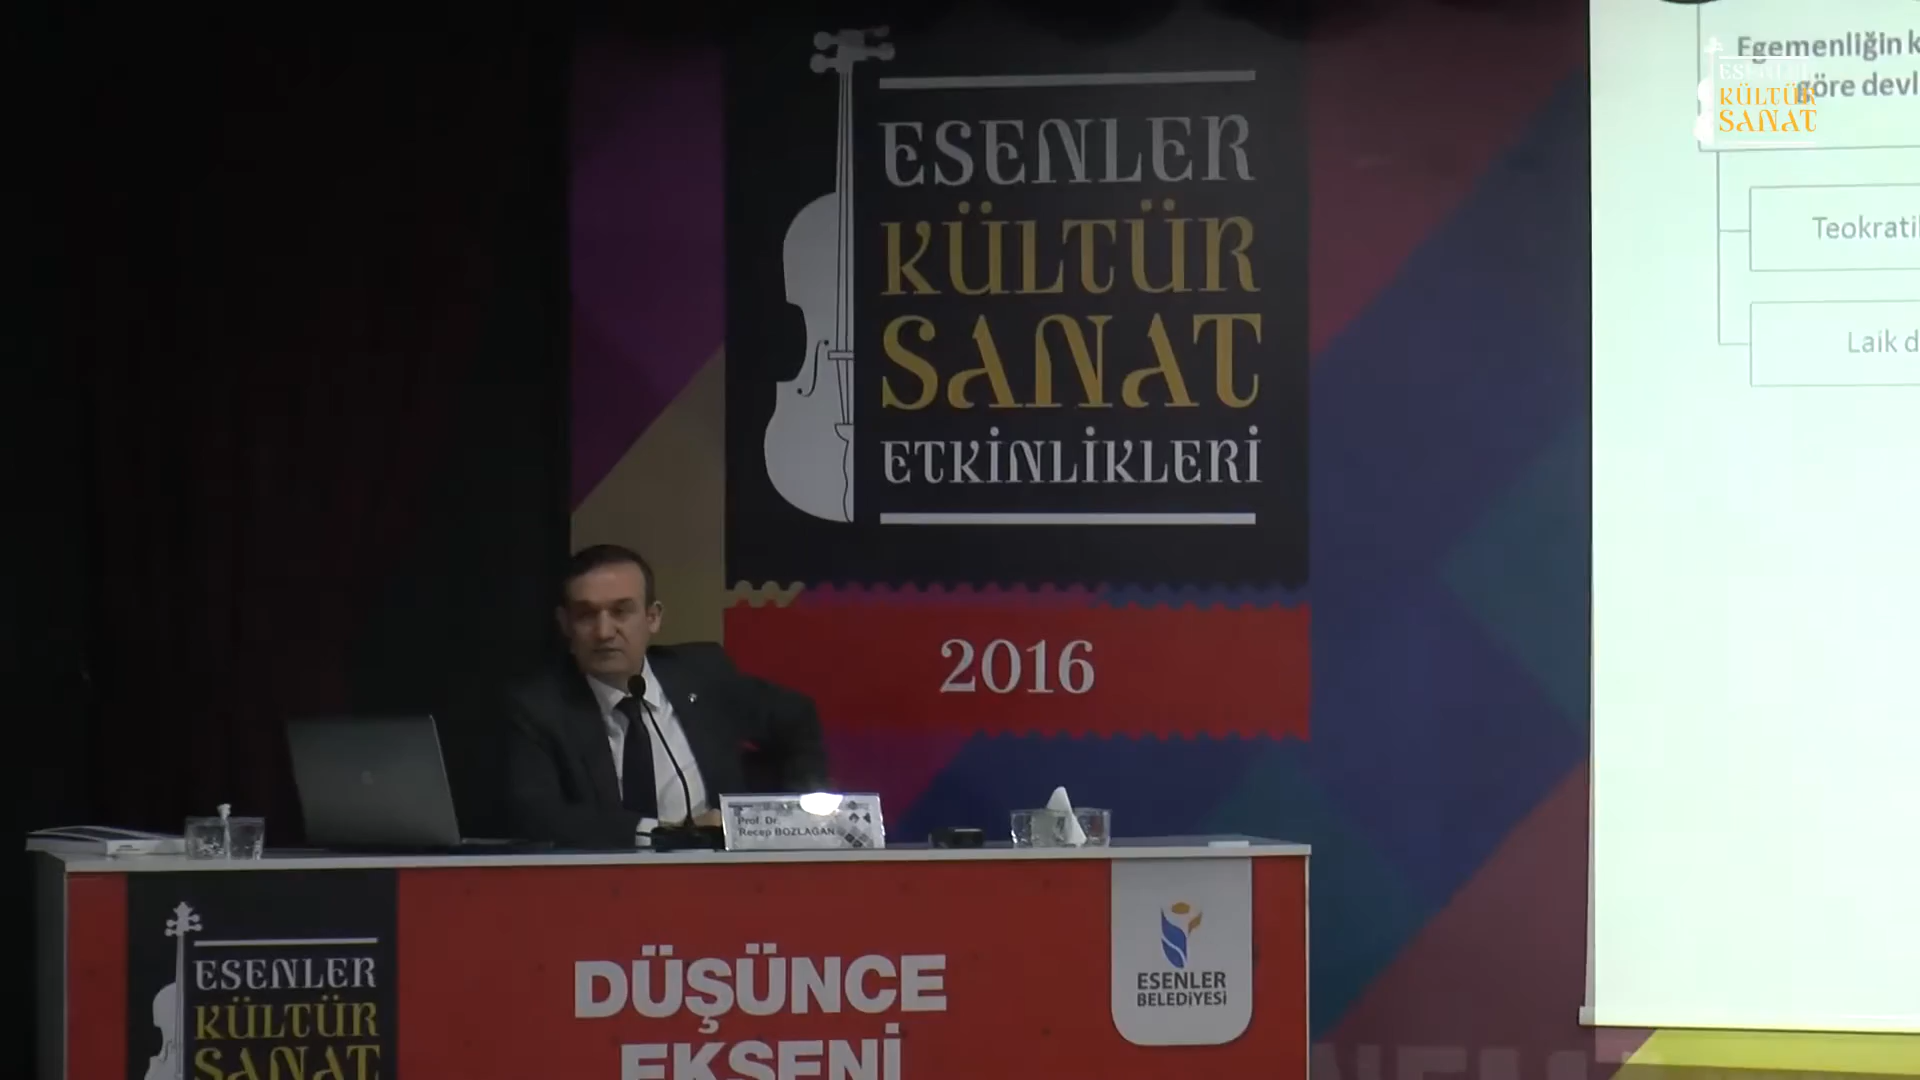 ESENLER
KÜLTÜR
SANAT
ETKİNLİKLERİ
2016
Egemenliğin k
göre devl
ESENLER
KÜLTÜR
SANAT
Teokratik
Laik d
Prof. Dr.
Recep BOZLAĞAN
ESENLER
KÜLTÜR
SANAT
DÜŞÜNCE
EKSENİ
ESENLER
BELEDİYESİ